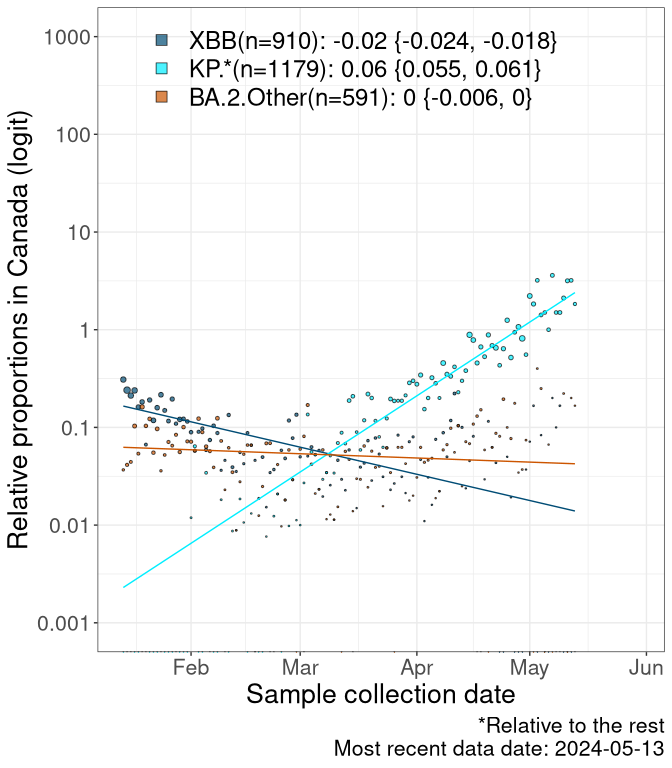 XBB(n=910): -0.02 {-0.024, -0.018}
KP.*(n=1179): 0.06 {0.055, 0.061}
BA.2.Other(n=591): 0 {-0.006, 0}
Relative proportions in Canada (logit)
1000
100
10
1
0.1
0.01
0.001
Feb Mar Apr May Jun
Sample collection date
*Relative to the rest
Most recent data date: 2024-05-13